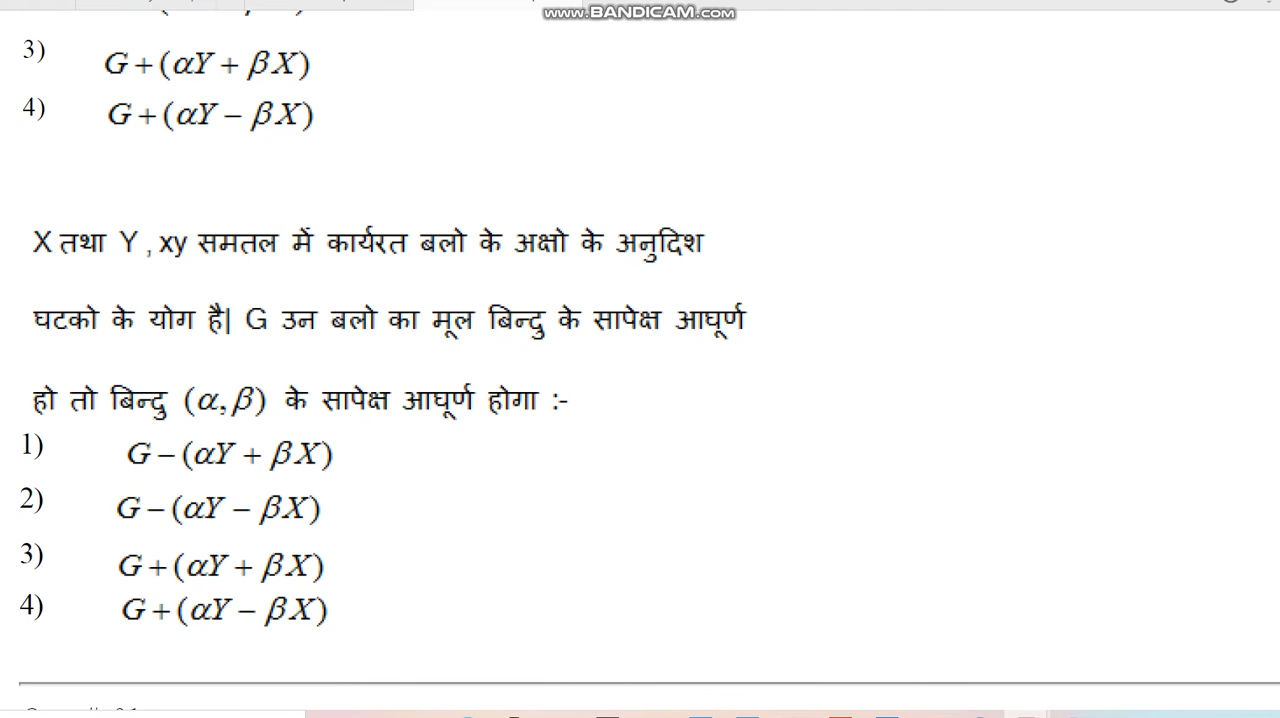 www.BANDICAM.com
3) G+(αY+βX)
4) G+(αY−βX)
X तथा Y , xy समतल में कार्यरत बलो के अक्षो के अनुदिश
घटको के योग है| G उन बलो का मूल बिन्दु के सापेक्ष आघूर्ण
हो तो बिन्दु (α,β) के सापेक्ष आघूर्ण होगा :-
1) G−(αY+βX)
2) G−(αY−βX)
3) G+(αY+βX)
4) G+(αY−βX)